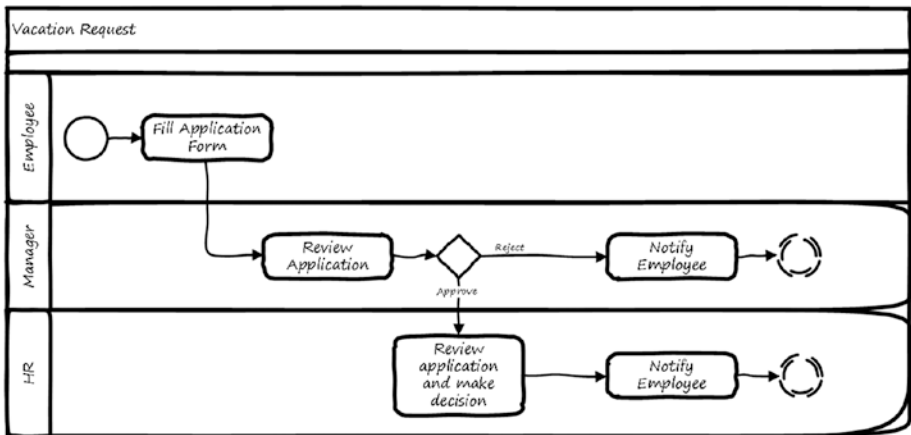 Vacation Request
Employee
Fill Application
Form
Manager
Review
Application
Reject
Approve
Notify
Employee
HR
Review
application
and make
decision
Notify
Employee